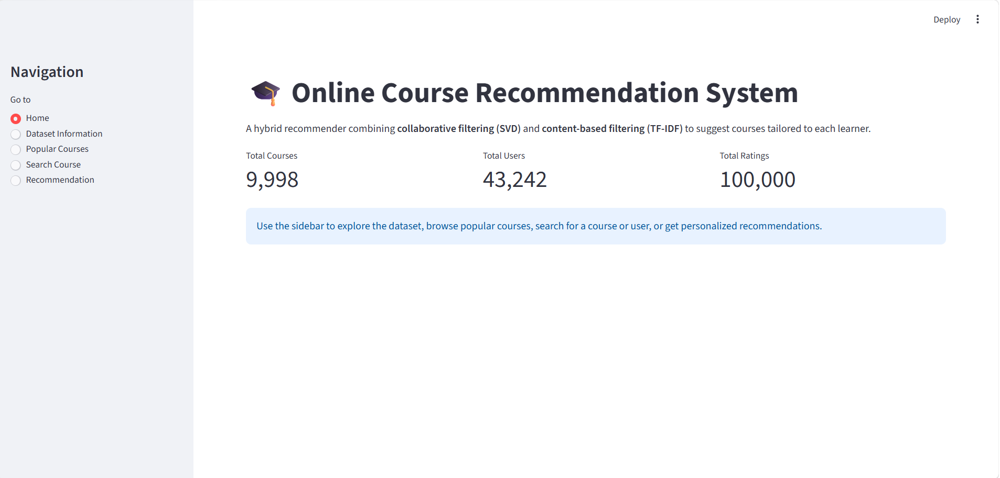 Deploy
Navigation
Go to
Home
Dataset Information
Popular Courses
Search Course
Recommendation
Online Course Recommendation System
A hybrid recommender combining collaborative filtering (SVD) and content-based filtering (TF-IDF) to suggest courses tailored to each learner.
Total Courses
9,998
Total Users
43,242
Total Ratings
100,000
Use the sidebar to explore the dataset, browse popular courses, search for a course or user, or get personalized recommendations.